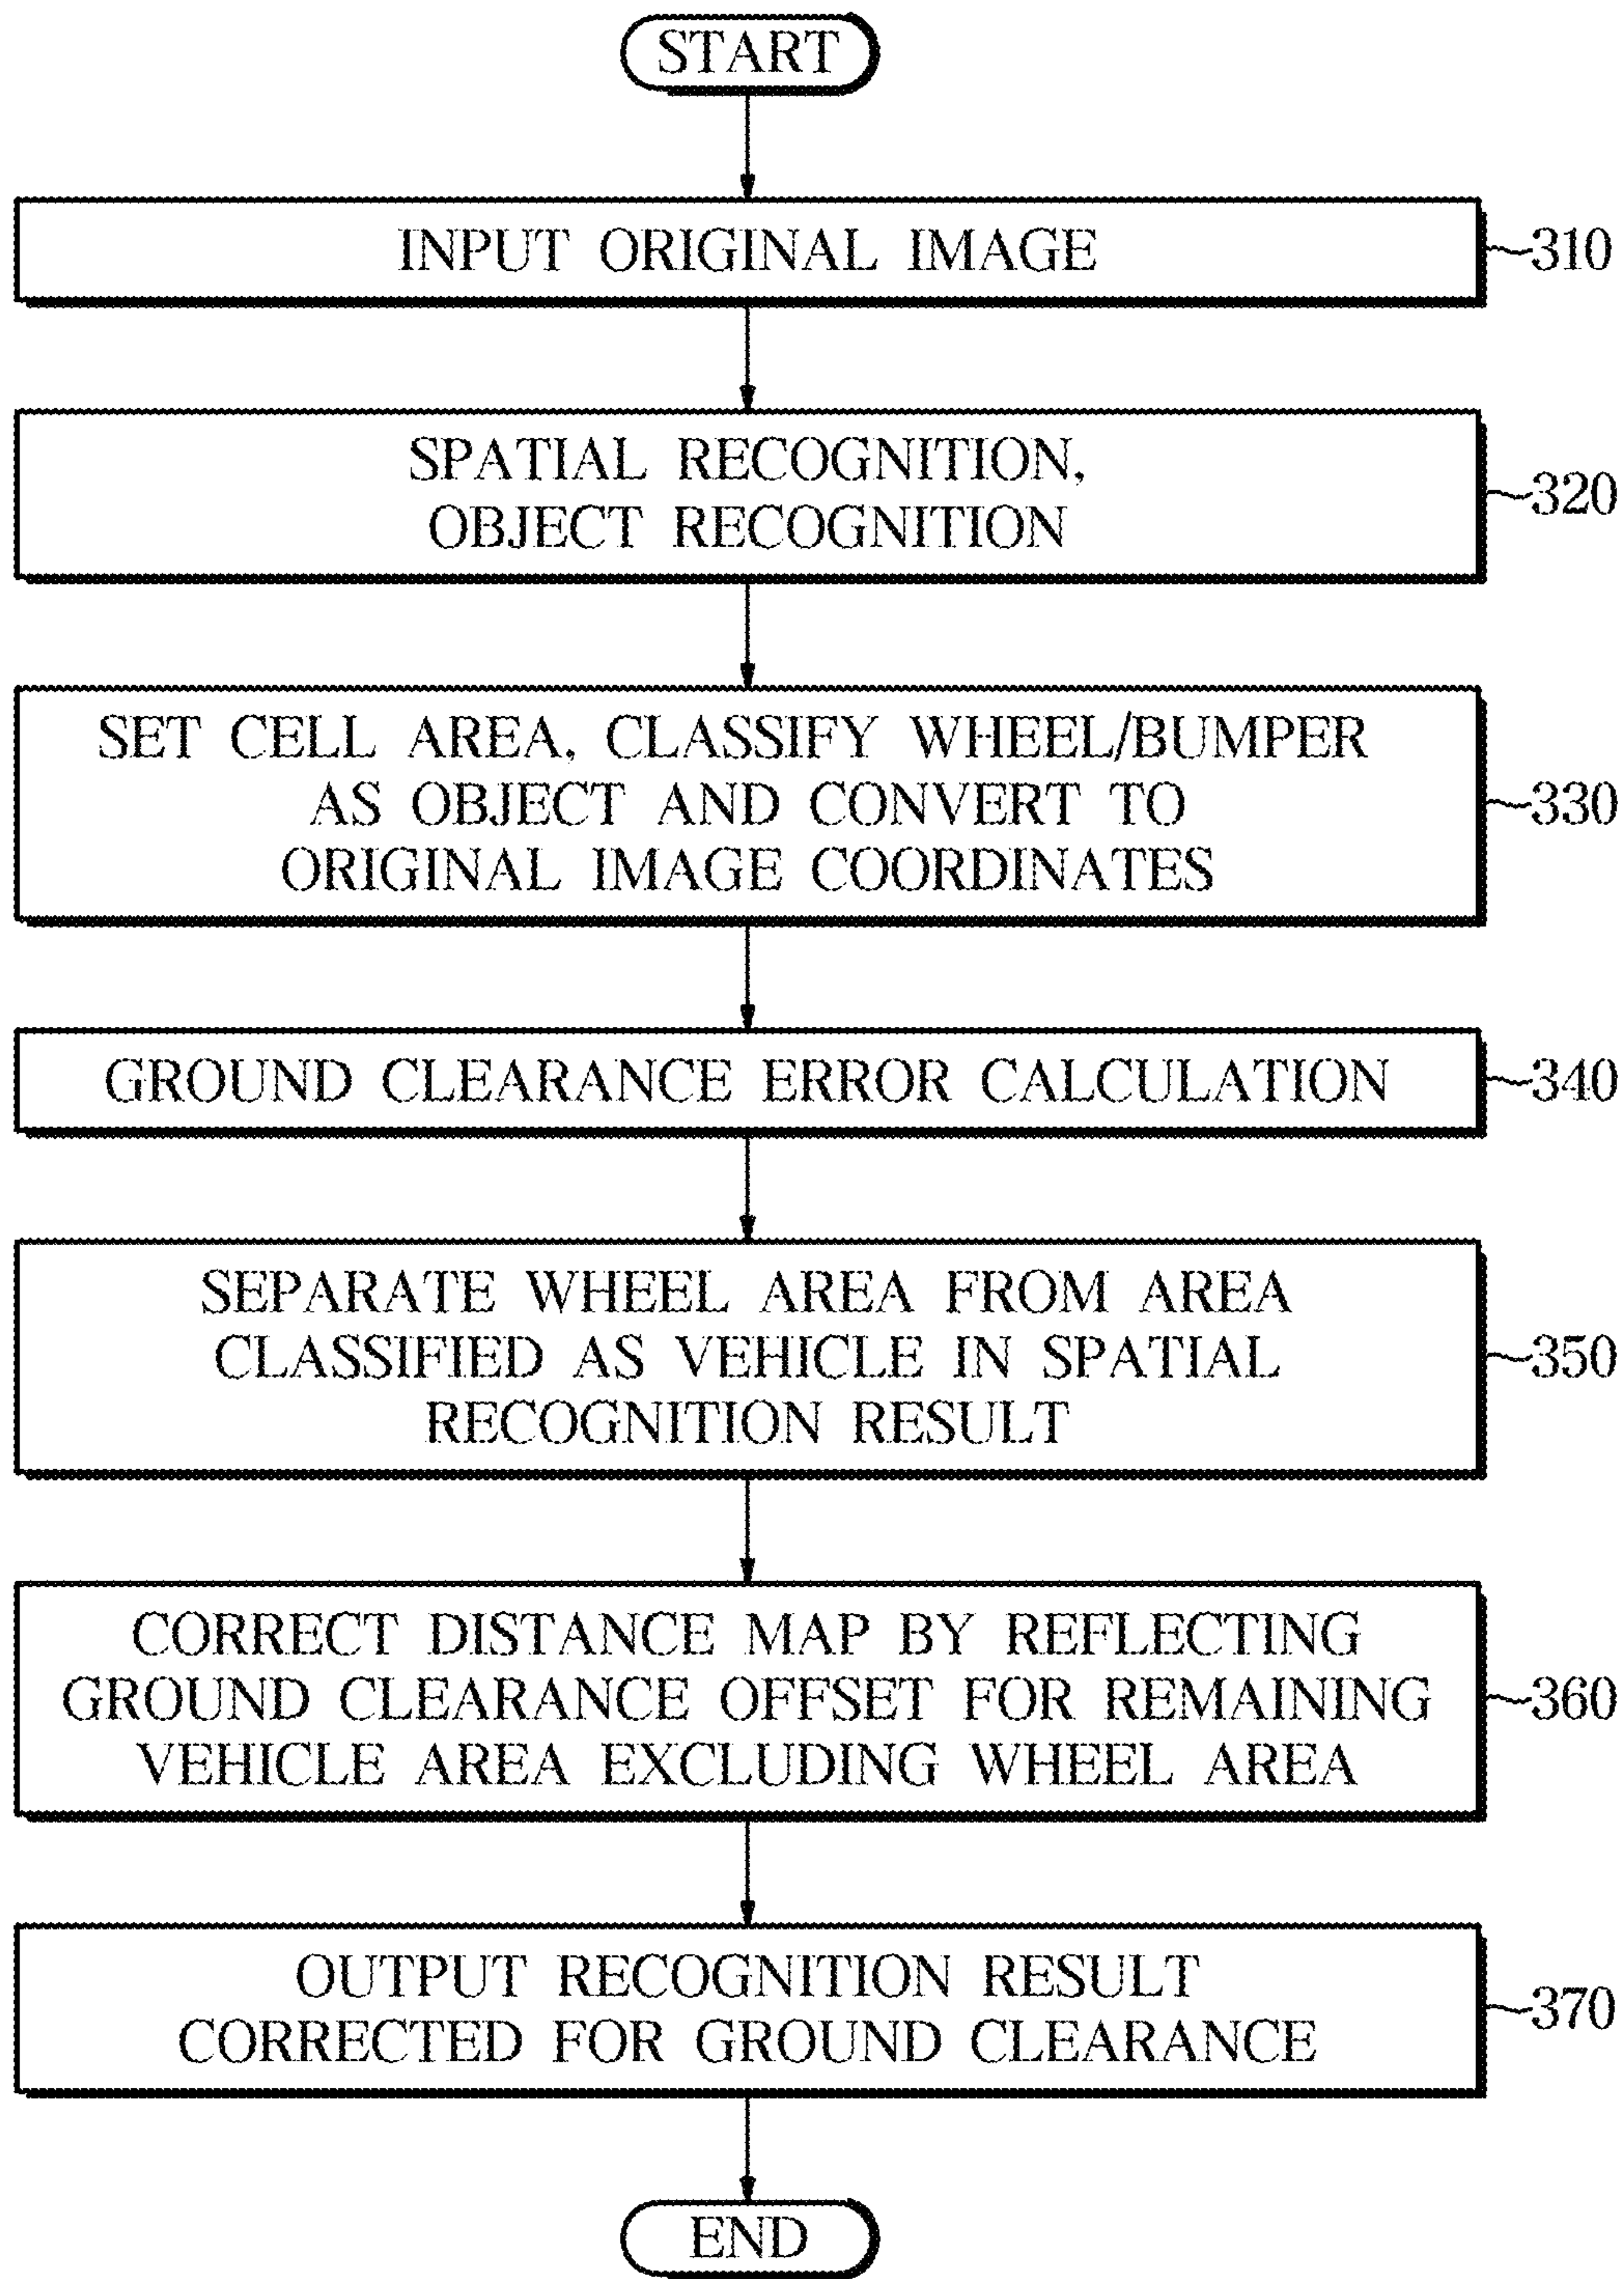 START
INPUT ORIGINAL IMAGE
310
SPATIAL RECOGNITION,
OBJECT RECOGNITION
320
SET CELL AREA, CLASSIFY WHEEL/BUMPER
AS OBJECT AND CONVERT TO
ORIGINAL IMAGE COORDINATES
330
GROUND CLEARANCE ERROR CALCULATION
340
SEPARATE WHEEL AREA FROM AREA
CLASSIFIED AS VEHICLE IN SPATIAL
RECOGNITION RESULT
350
CORRECT DISTANCE MAP BY REFLECTING
GROUND CLEARANCE OFFSET FOR REMAINING
VEHICLE AREA EXCLUDING WHEEL AREA
360
OUTPUT RECOGNITION RESULT
CORRECTED FOR GROUND CLEARANCE
370
END